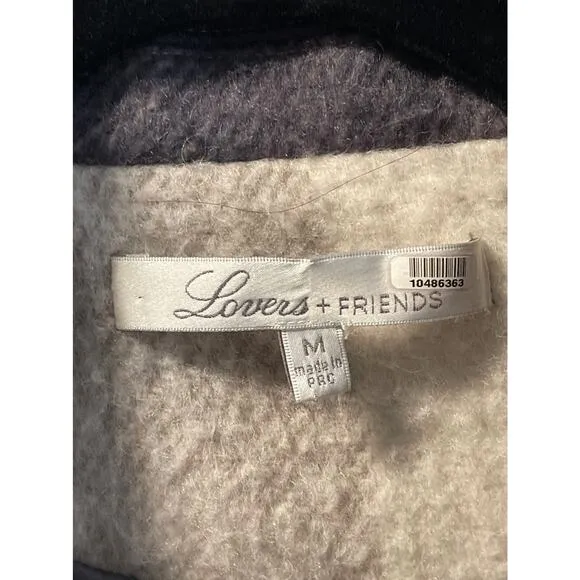 10486363
Lovers + FRIENDS
M
made in
PRC